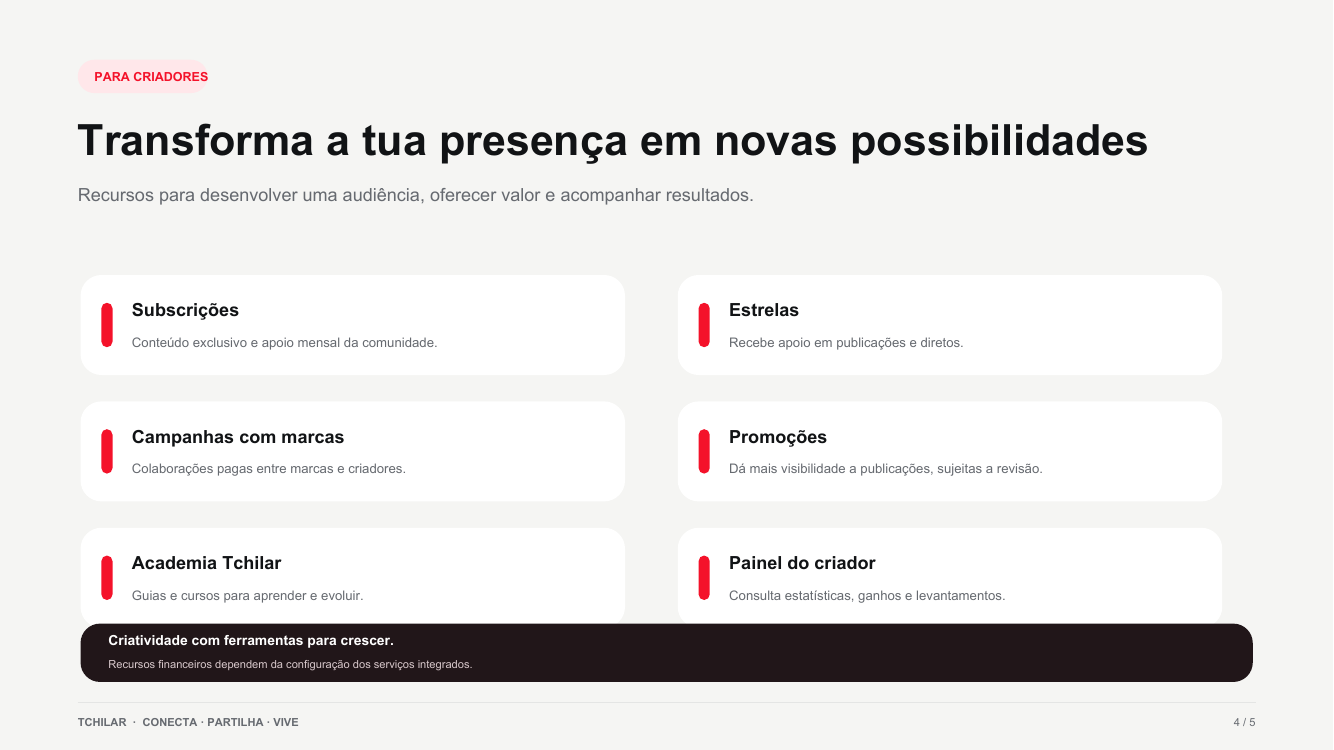 PARA CRIADORES
Transforma a tua presença em novas possibilidades
Recursos para desenvolver uma audiência, oferecer valor e acompanhar resultados.
Subscrições
Conteúdo exclusivo e apoio mensal da comunidade.
Estrelas
Recebe apoio em publicações e diretos.
Campanhas com marcas
Colaborações pagas entre marcas e criadores.
Promoções
Dá mais visibilidade a publicações, sujeitas a revisão.
Academia Tchilar
Guias e cursos para aprender e evoluir.
Painel do criador
Consulta estatísticas, ganhos e levantamentos.
Criatividade com ferramentas para crescer.
Recursos financeiros dependem da configuração dos serviços integrados.
TCHILAR · CONECTA · PARTILHA · VIVE
4 / 5